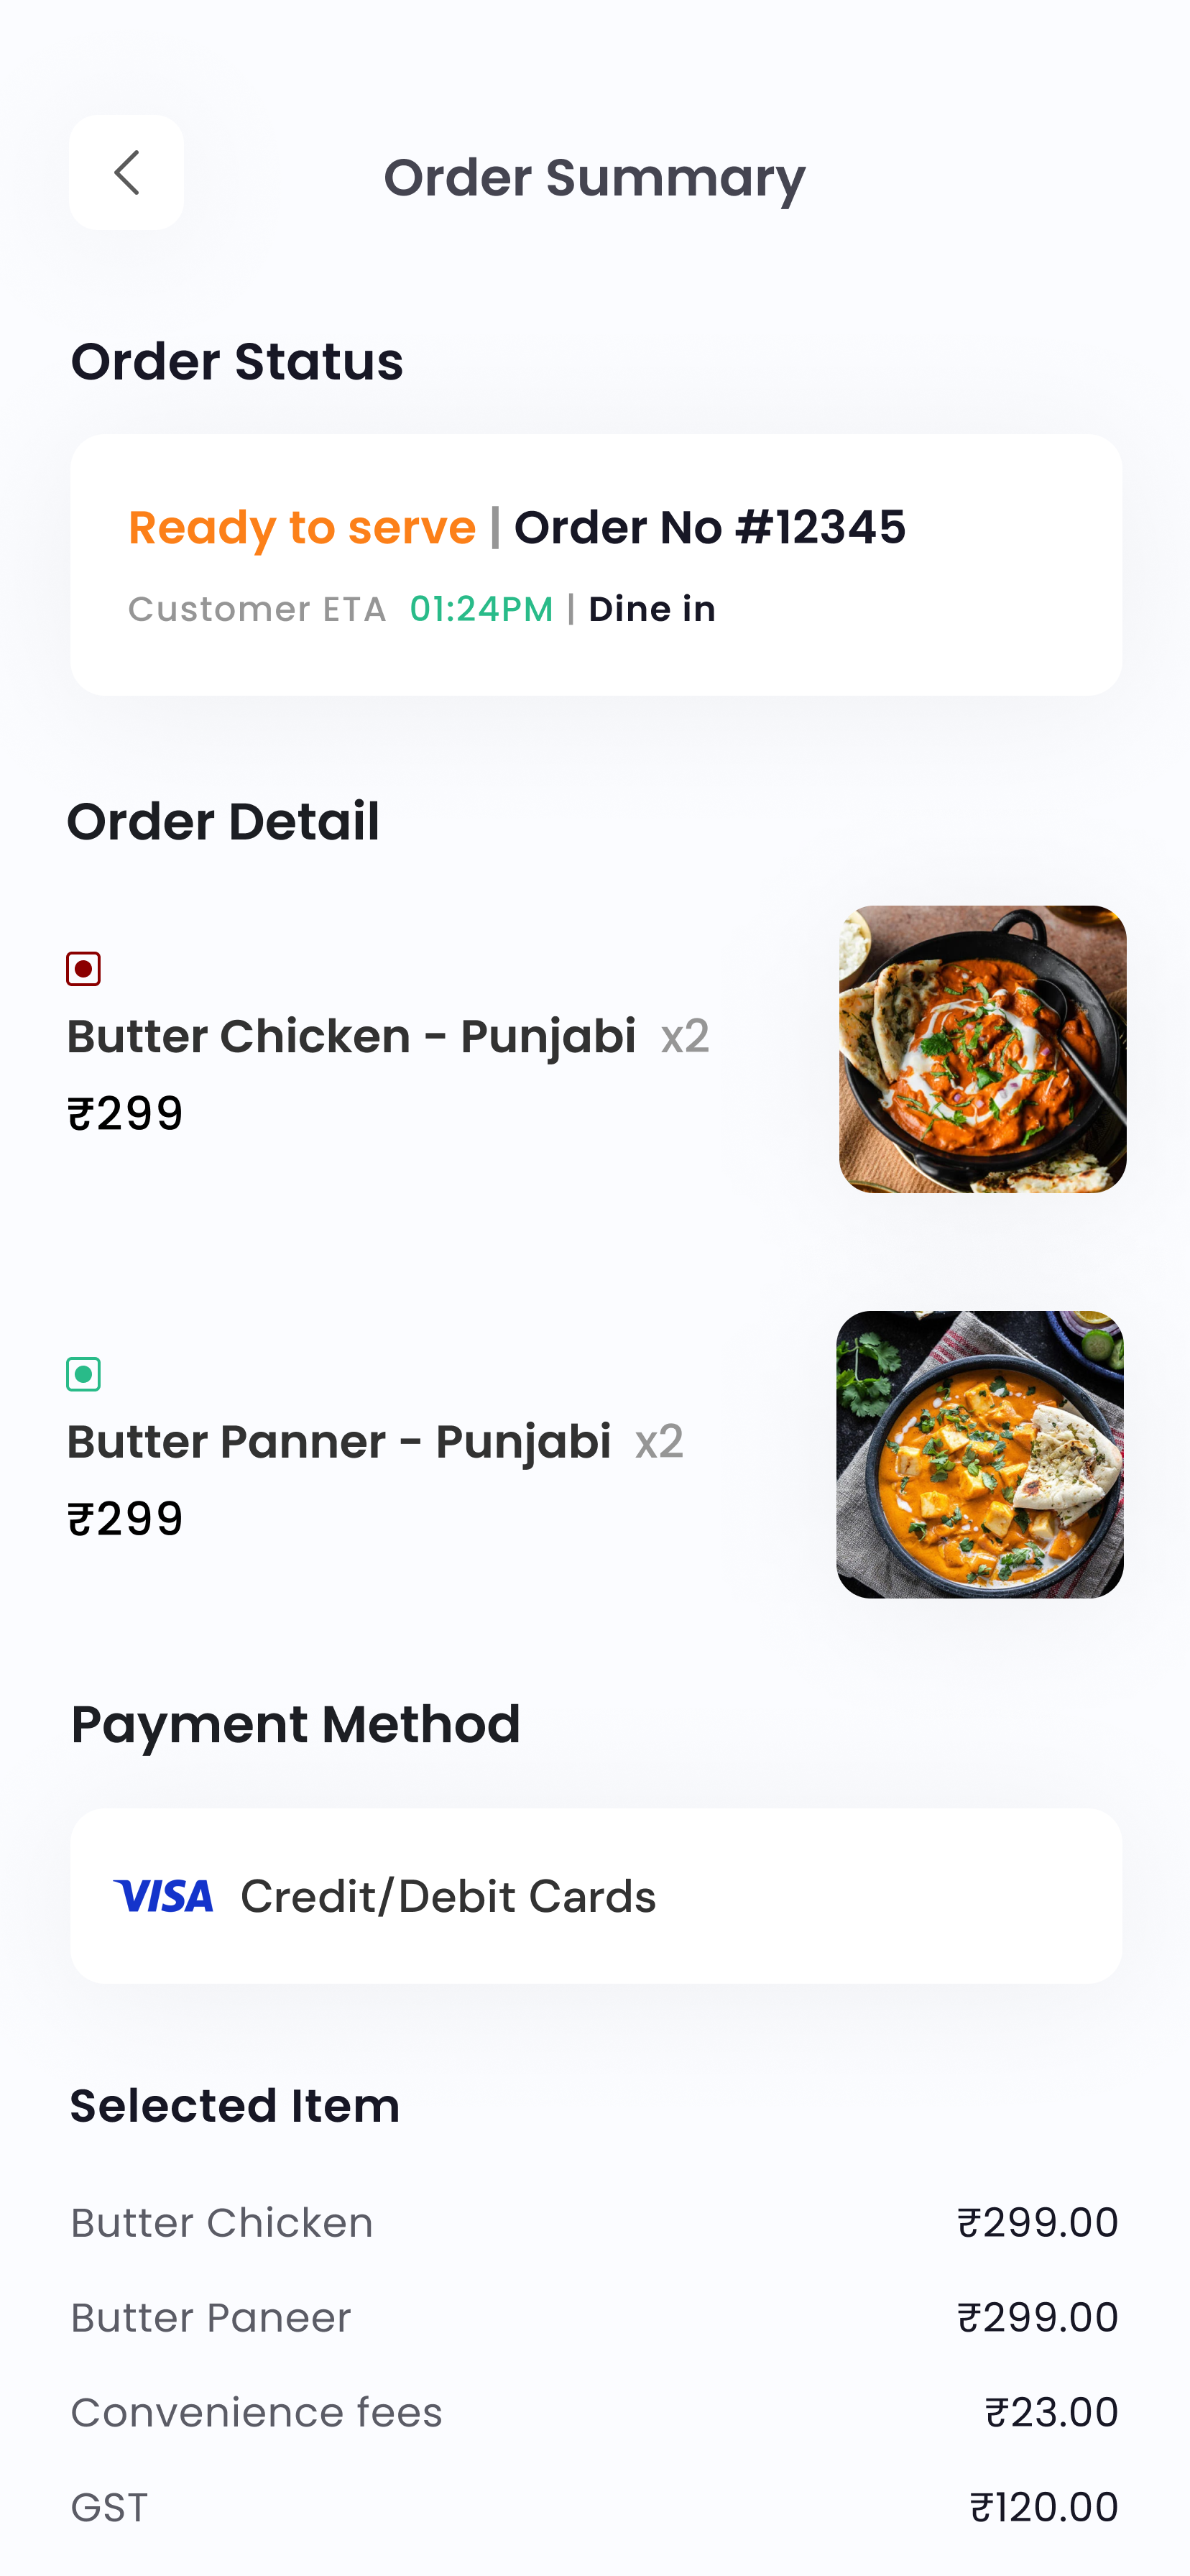 Order Summary
Order Status
Ready to serve | Order No #12345
Customer ETA 01:24PM | Dine in
Order Detail
Butter Chicken - Punjabi x2
₹299
Butter Panner - Punjabi x2
₹299
Payment Method
VISA Credit/Debit Cards
Selected Item
Butter Chicken ₹299.00
Butter Paneer ₹299.00
Convenience fees ₹23.00
GST ₹120.00